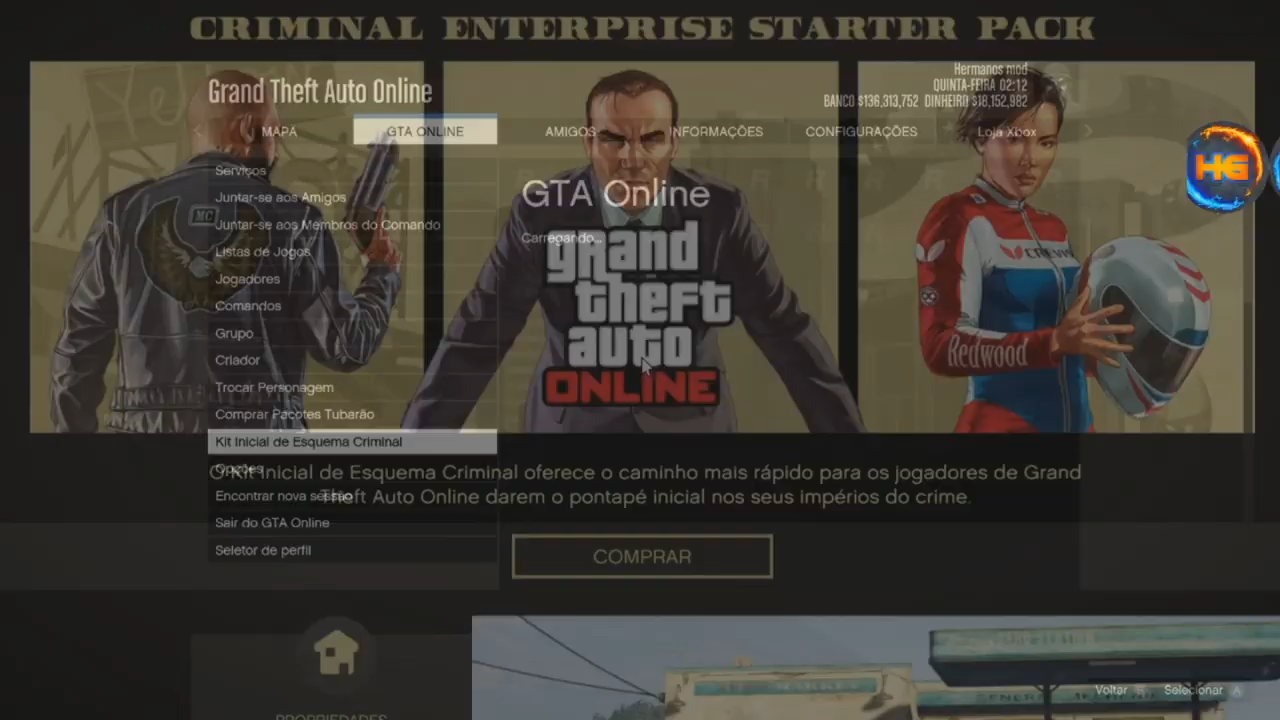 CRIMINAL ENTERPRISE STARTER PACK
Grand Theft Auto Online
Hermanos mod
QUINTA-FEIRA 02:12
BANCO $136,313,752 DINHEIRO $18,152,982
MAPA
GTA ONLINE
AMIGOS
INFORMAÇÕES
CONFIGURAÇÕES
Loja Xbox
HG
Serviços
Juntar-se aos Amigos
Juntar-se aos Membros do Comando
Listas de Jogos
Jogadores
Comandos
Grupo
Criador
Trocar Personagem
Comprar Pacotes Tubarão
Kit Inicial de Esquema Criminal
Opções
Encontrar nova sessão
Sair do GTA Online
Seletor de perfil
GTA Online
Carregando...
grand
theft
auto
ONLINE
MC
Redwood
O Kit Inicial de Esquema Criminal oferece o caminho mais rápido para os jogadores de Grand
Theft Auto Online darem o pontapé inicial nos seus impérios do crime.
COMPRAR
PROPRIEDADES
Voltar
Selecionar A